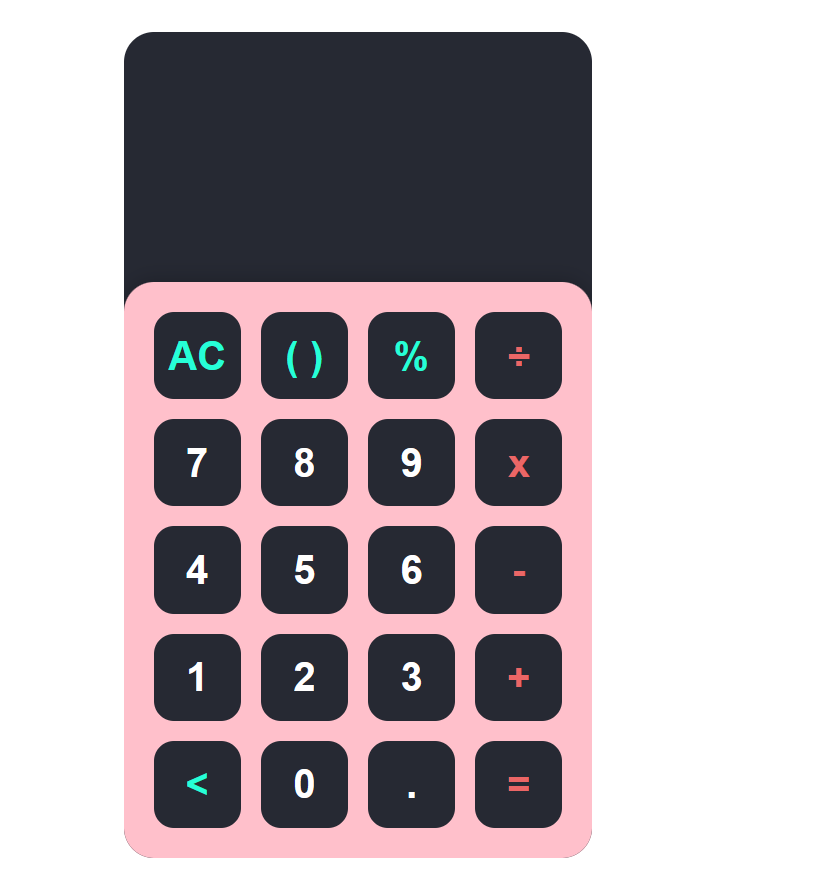 AC ( ) % ÷
7 8 9 x
4 5 6 -
1 2 3 +
< 0 . =